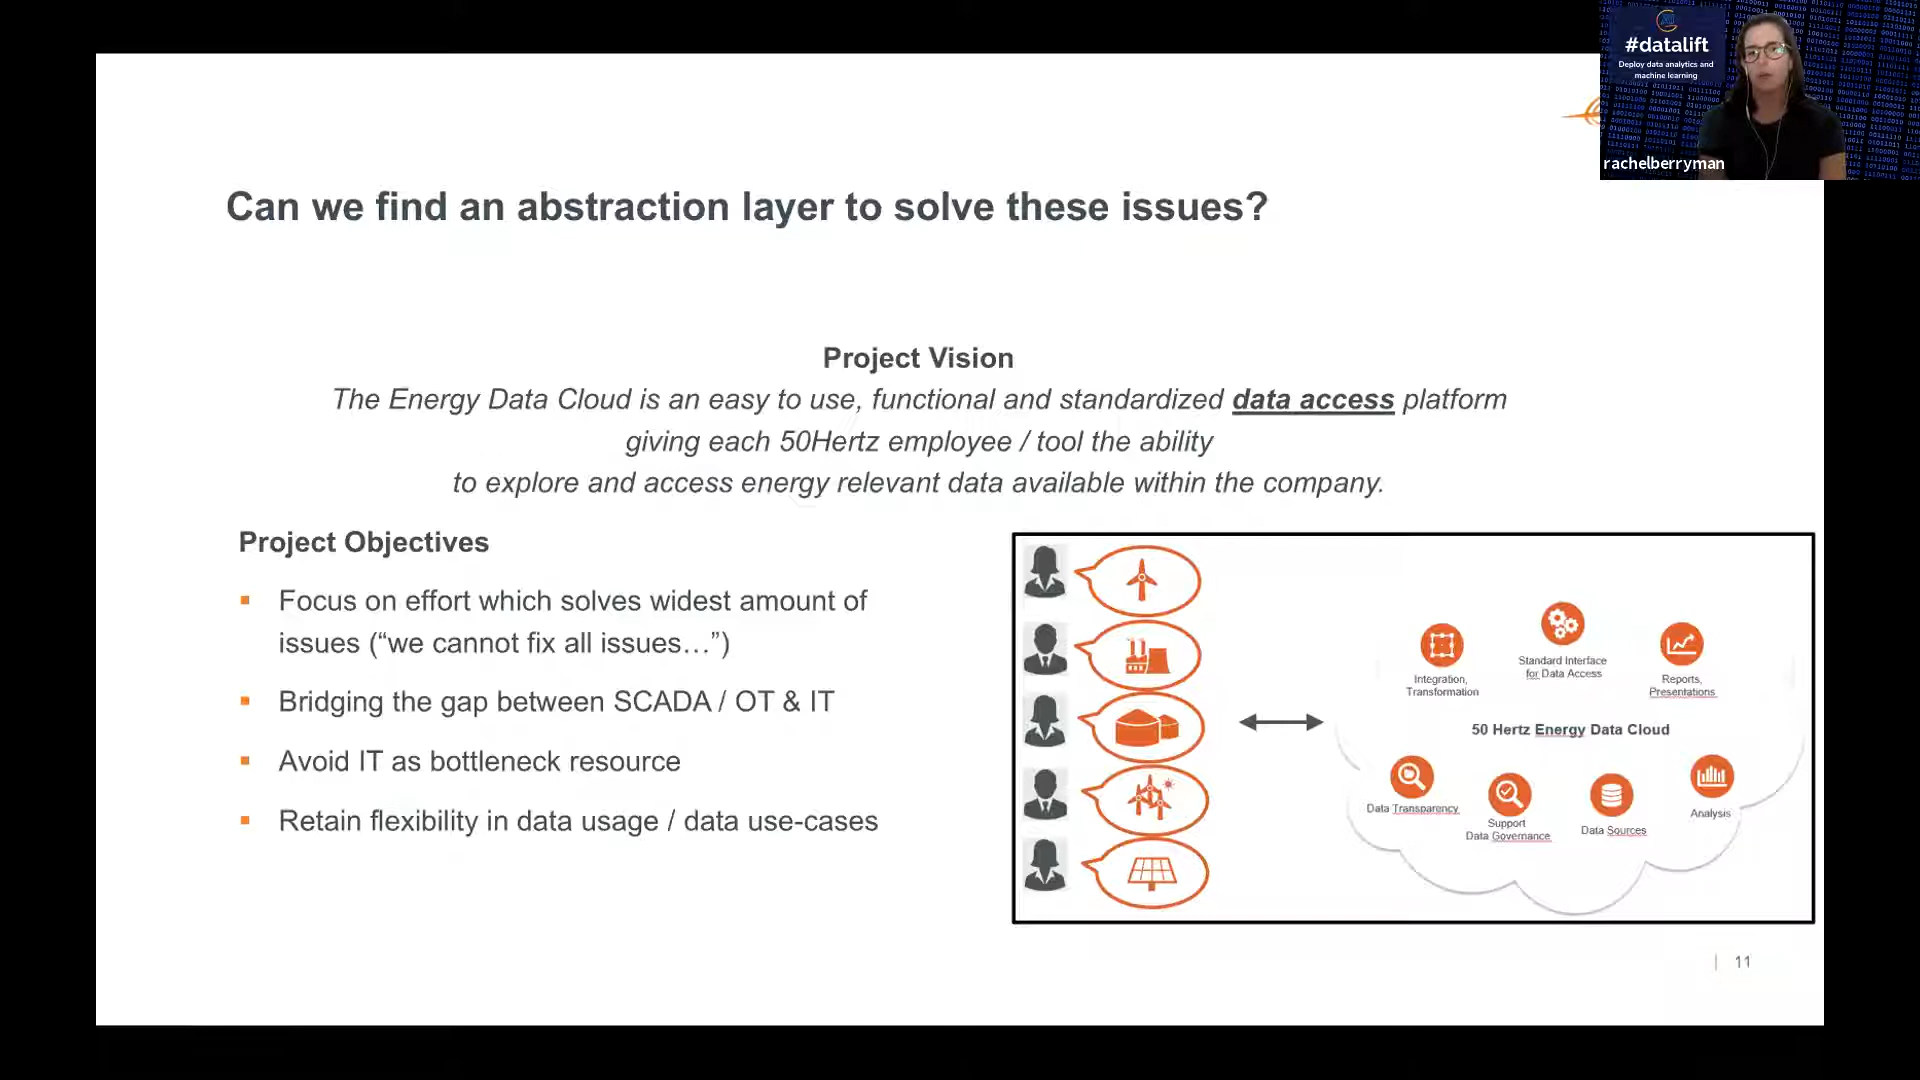 #datalift
Deploy data analytics and
machine learning
rachelberryman
Can we find an abstraction layer to solve these issues?
Project Vision
The Energy Data Cloud is an easy to use, functional and standardized data access platform
giving each 50Hertz employee / tool the ability
to explore and access energy relevant data available within the company.
Project Objectives
▪ Focus on effort which solves widest amount of
issues (“we cannot fix all issues…”)
▪ Bridging the gap between SCADA / OT & IT
▪ Avoid IT as bottleneck resource
▪ Retain flexibility in data usage / data use-cases
Integration,
Transformation
Standard Interface
for Data Access
Reports,
Presentations
50 Hertz Energy Data Cloud
Data Transparency
Support
Data Governance
Data Sources
Analysis
| 11